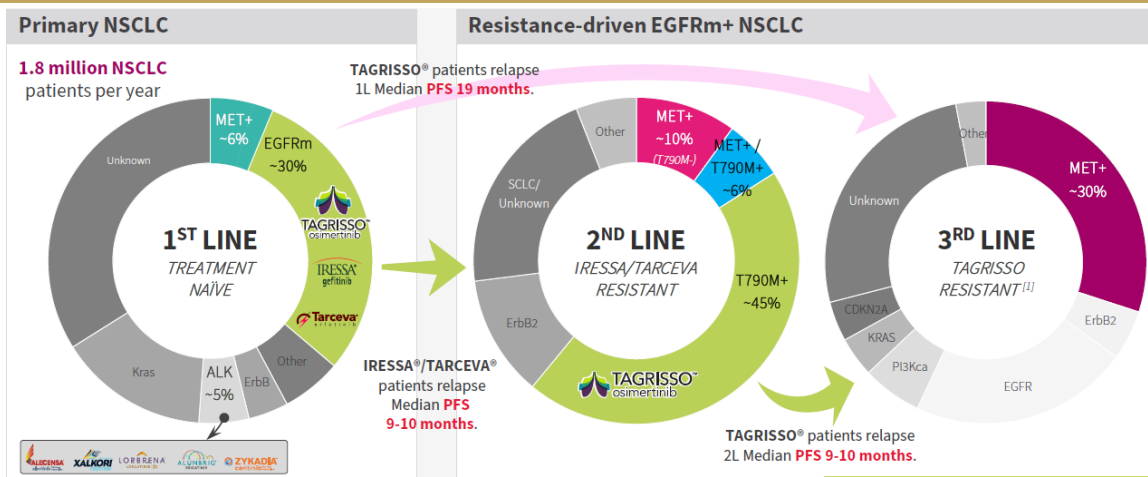 Primary NSCLC
Resistance-driven EGFRm+ NSCLC
1.8 million NSCLC
patients per year
TAGRISSO® patients relapse
1L Median PFS 19 months.
MET+
~6%
EGFRm
~30%
TAGRISSO™
osimertinib
IRESSA®
gefitinib
Tarceva®
erlotinib
Other
ErbB
ALK
~5%
Kras
Unknown
1ST LINE
TREATMENT
NAÏVE
ALECENSA
XALKORI
LORBRENA
ALUNBRIG
ZYKADIA
IRESSA®/TARCEVA®
patients relapse
Median PFS
9-10 months.
MET+
~10%
(T790M-)
MET+ /
T790M+
~6%
T790M+
~45%
TAGRISSO™
osimertinib
ErbB2
SCLC/
Unknown
Other
2ND LINE
IRESSA/TARCEVA
RESISTANT
TAGRISSO® patients relapse
2L Median PFS 9-10 months.
MET+
~30%
ErbB2
EGFR
PI3Kca
KRAS
CDKN2A
Unknown
Other
3RD LINE
TAGRISSO
RESISTANT [1]